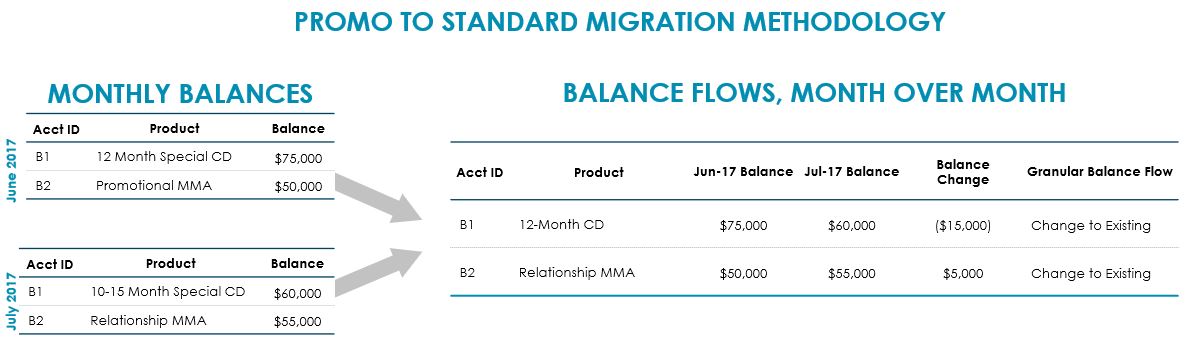 PROMO TO STANDARD MIGRATION METHODOLOGY
MONTHLY BALANCES
June 2017
Acct ID Product Balance
B1 12 Month Special CD $75,000
B2 Promotional MMA $50,000
July 2017
Acct ID Product Balance
B1 10-15 Month Special CD $60,000
B2 Relationship MMA $55,000
BALANCE FLOWS, MONTH OVER MONTH
Acct ID Product Jun-17 Balance Jul-17 Balance Balance Change Granular Balance Flow
B1 12-Month CD $75,000 $60,000 ($15,000) Change to Existing
B2 Relationship MMA $50,000 $55,000 $5,000 Change to Existing